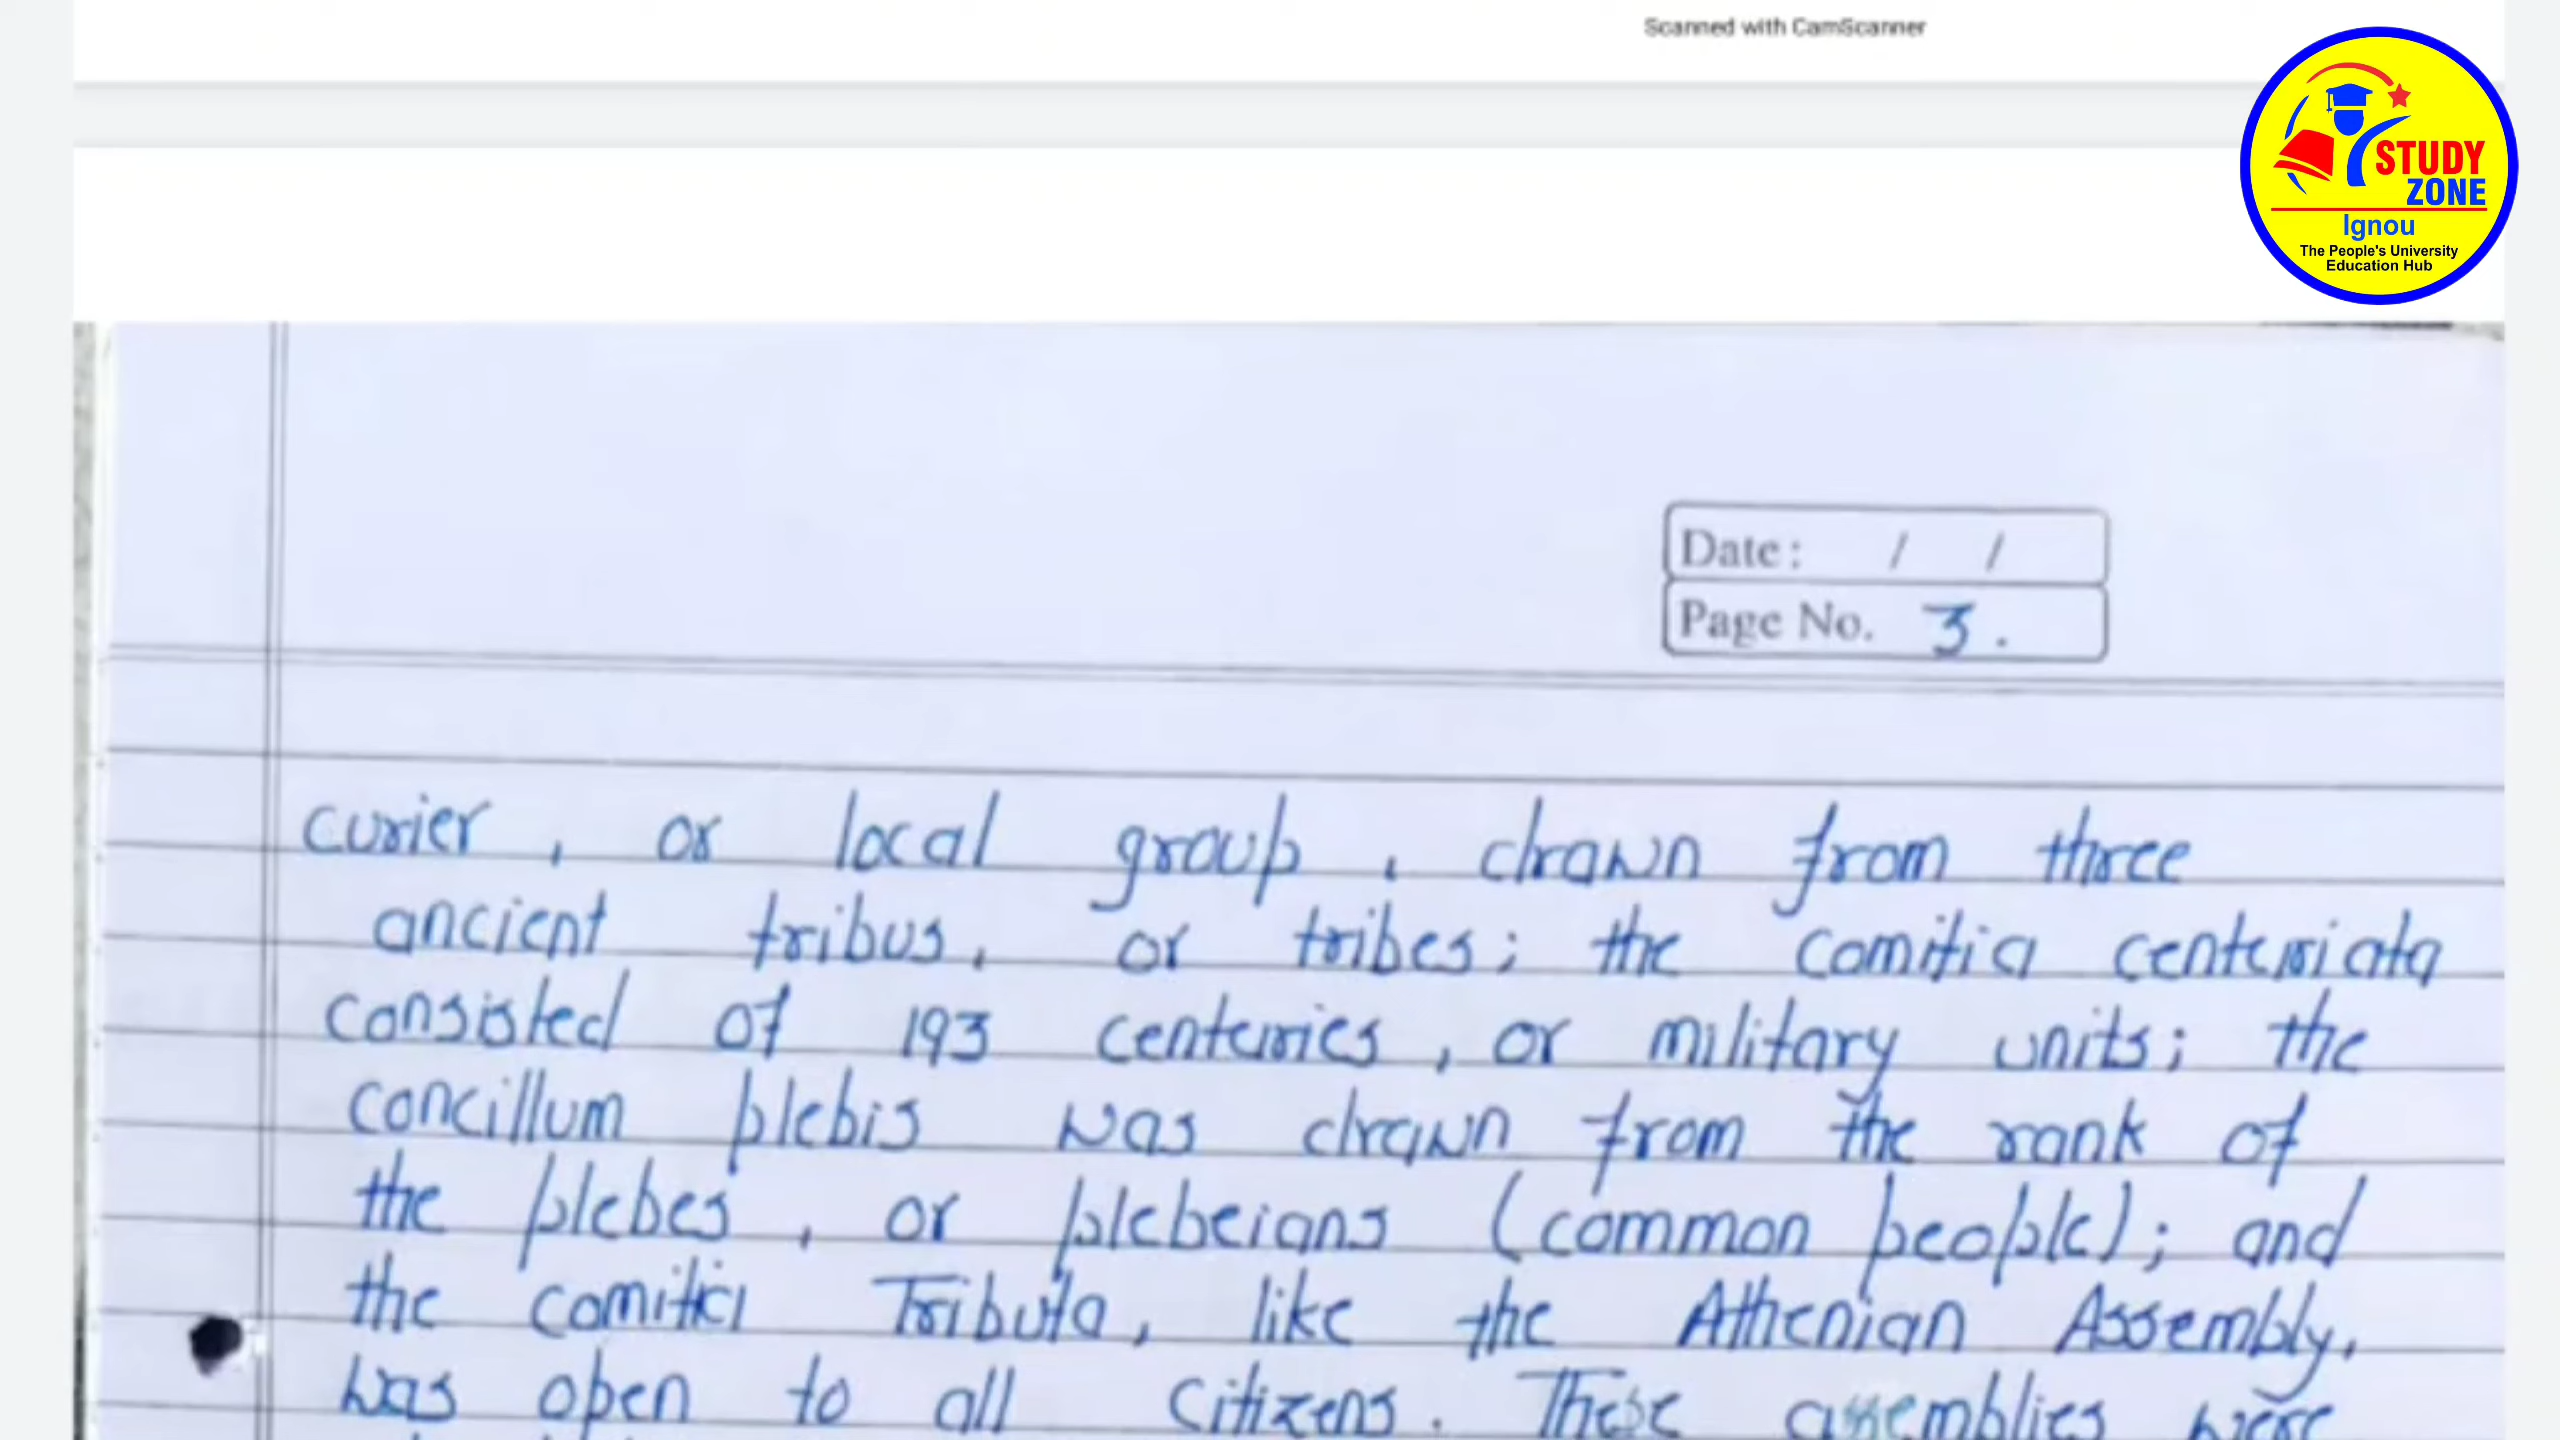 Scanned with CamScanner
STUDY
ZONE
Ignou
The People's University
Education Hub
Date: / /
Page No. 3.
curier, or local group, drawn from three
ancient tribus, or tribes; the comitia centuriata
consisted of 193 centuries, or military units; the
concillum plebis was drawn from the rank of
the plebes, or plebeians (common people); and
the comitia Tributa, like the Athenian Assembly,
was open to all citizens. These assemblies were